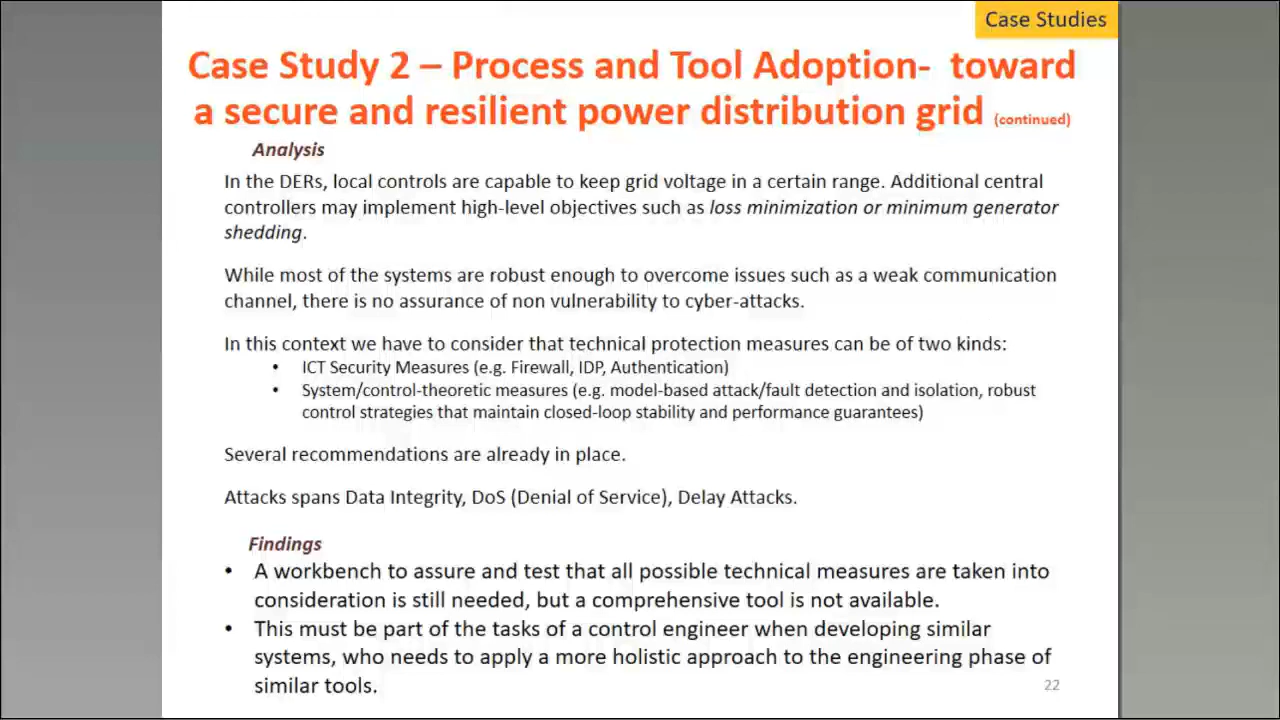 Case Studies
Case Study 2 – Process and Tool Adoption-  toward
a secure and resilient power distribution grid (continued)
Analysis
In the DERs, local controls are capable to keep grid voltage in a certain range. Additional central
controllers may implement high-level objectives such as loss minimization or minimum generator
shedding.
While most of the systems are robust enough to overcome issues such as a weak communication
channel, there is no assurance of non vulnerability to cyber-attacks.
In this context we have to consider that technical protection measures can be of two kinds:
• ICT Security Measures (e.g. Firewall, IDP, Authentication)
• System/control-theoretic measures (e.g. model-based attack/fault detection and isolation, robust
control strategies that maintain closed-loop stability and performance guarantees)
Several recommendations are already in place.
Attacks spans Data Integrity, DoS (Denial of Service), Delay Attacks.
Findings
• A workbench to assure and test that all possible technical measures are taken into
consideration is still needed, but a comprehensive tool is not available.
• This must be part of the tasks of a control engineer when developing similar
systems, who needs to apply a more holistic approach to the engineering phase of
similar tools.
22